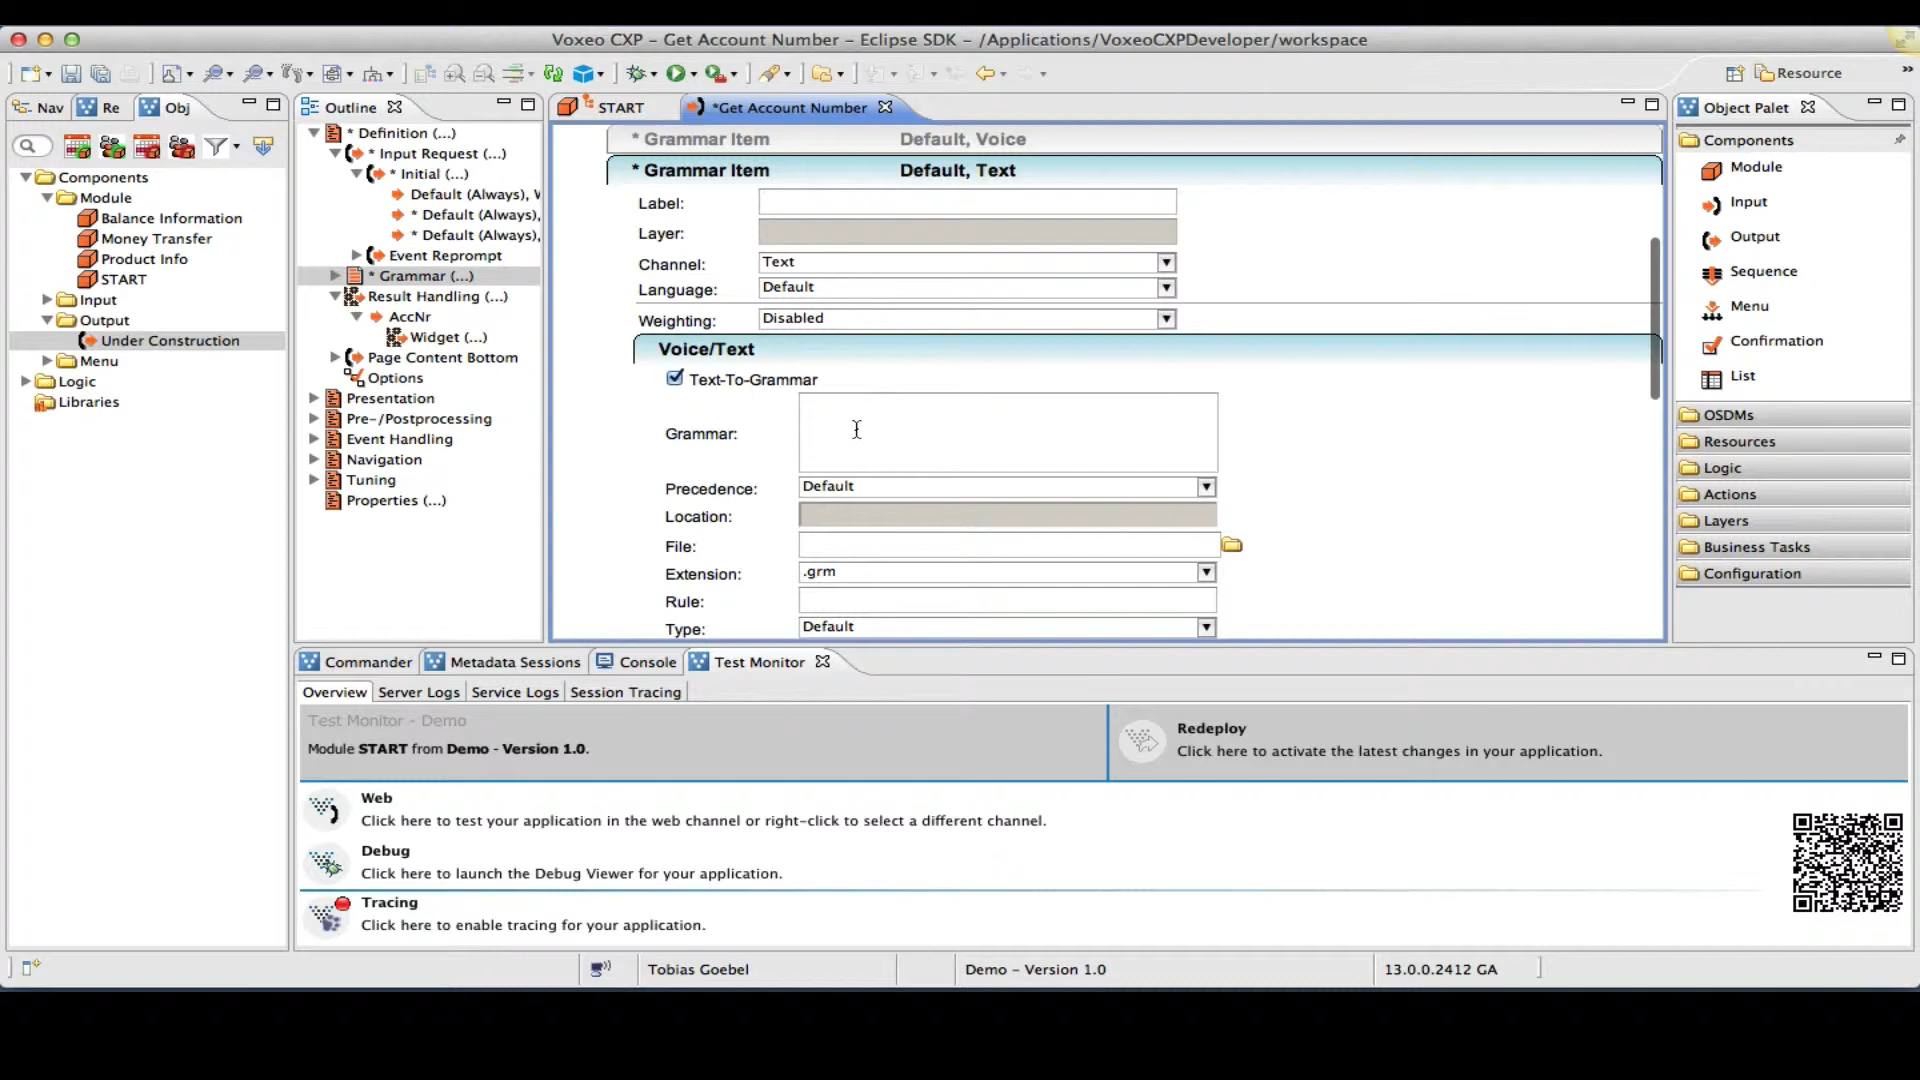 Voxeo CXP – Get Account Number – Eclipse SDK – /Applications/VoxeoCXPDeveloper/workspace
Resource
Nav
Re
Obj
Components
Module
Balance Information
Money Transfer
Product Info
START
Input
Output
Under Construction
Menu
Logic
Libraries
Outline
* Definition (...)
* Input Request (...)
* Initial (...)
Default (Always), V
* Default (Always),
* Default (Always),
Event Reprompt
* Grammar (...)
Result Handling (...)
AccNr
Widget (...)
Page Content Bottom
Options
Presentation
Pre-/Postprocessing
Event Handling
Navigation
Tuning
Properties (...)
START
*Get Account Number
* Grammar Item Default, Voice
* Grammar Item Default, Text
Label:
Layer:
Channel: Text
Language: Default
Weighting: Disabled
Voice/Text
Text-To-Grammar
Grammar:
Precedence: Default
Location:
File:
Extension: .grm
Rule:
Type: Default
Object Palet
Components
Module
Input
Output
Sequence
Menu
Confirmation
List
OSDMs
Resources
Logic
Actions
Layers
Business Tasks
Configuration
Commander
Metadata Sessions
Console
Test Monitor
Overview
Server Logs
Service Logs
Session Tracing
Test Monitor - Demo
Module START from Demo - Version 1.0.
Redeploy
Click here to activate the latest changes in your application.
Web
Click here to test your application in the web channel or right-click to select a different channel.
Debug
Click here to launch the Debug Viewer for your application.
Tracing
Click here to enable tracing for your application.
Tobias Goebel
Demo – Version 1.0
13.0.0.2412 GA